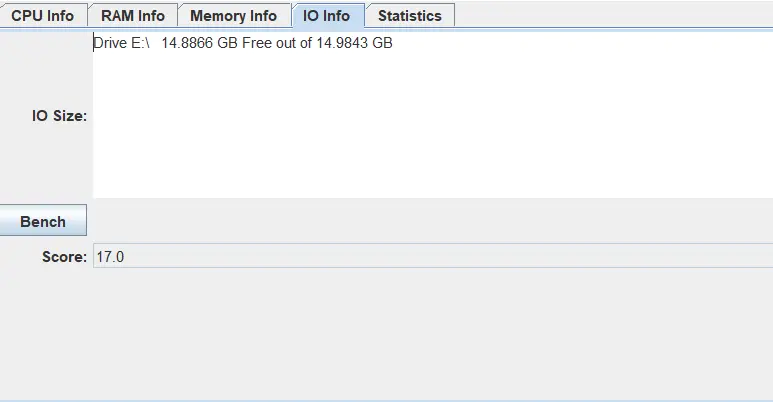 CPU Info RAM Info Memory Info IO Info Statistics
Drive E:\ 14.8866 GB Free out of 14.9843 GB
IO Size:
Bench
Score: 17.0